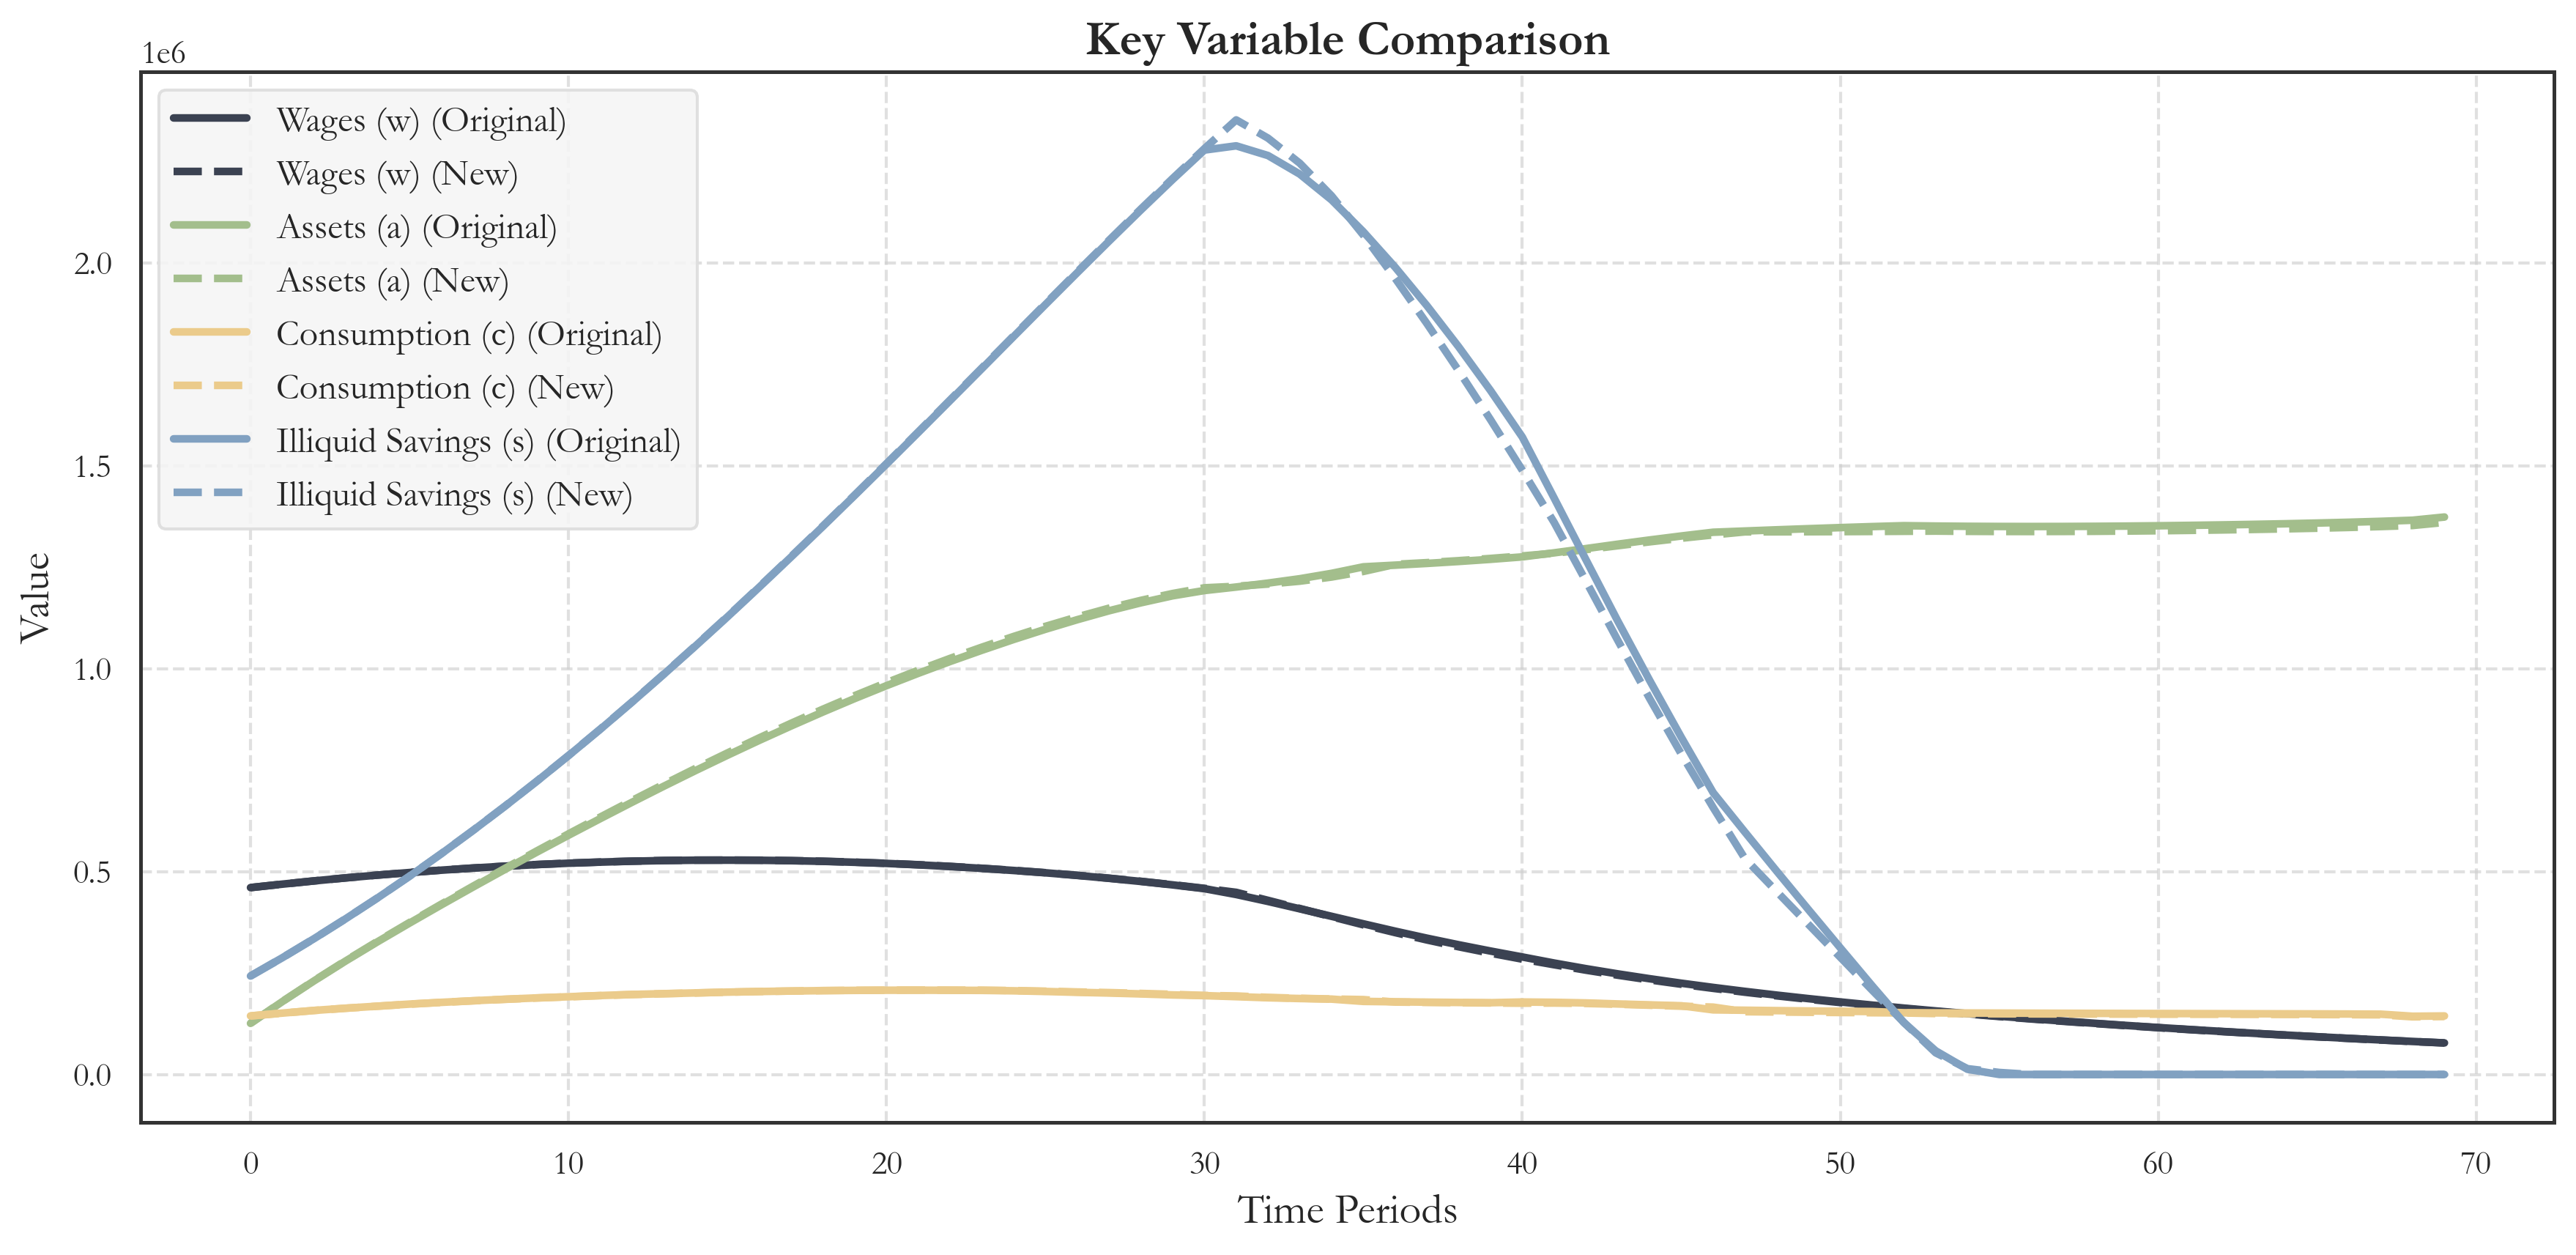 Key Variable Comparison
1e6
Wages (w) (Original)
Wages (w) (New)
Assets (a) (Original)
Assets (a) (New)
Consumption (c) (Original)
Consumption (c) (New)
Illiquid Savings (s) (Original)
Illiquid Savings (s) (New)
2.0
1.5
1.0
0.5
0.0
Value
0 10 20 30 40 50 60 70
Time Periods